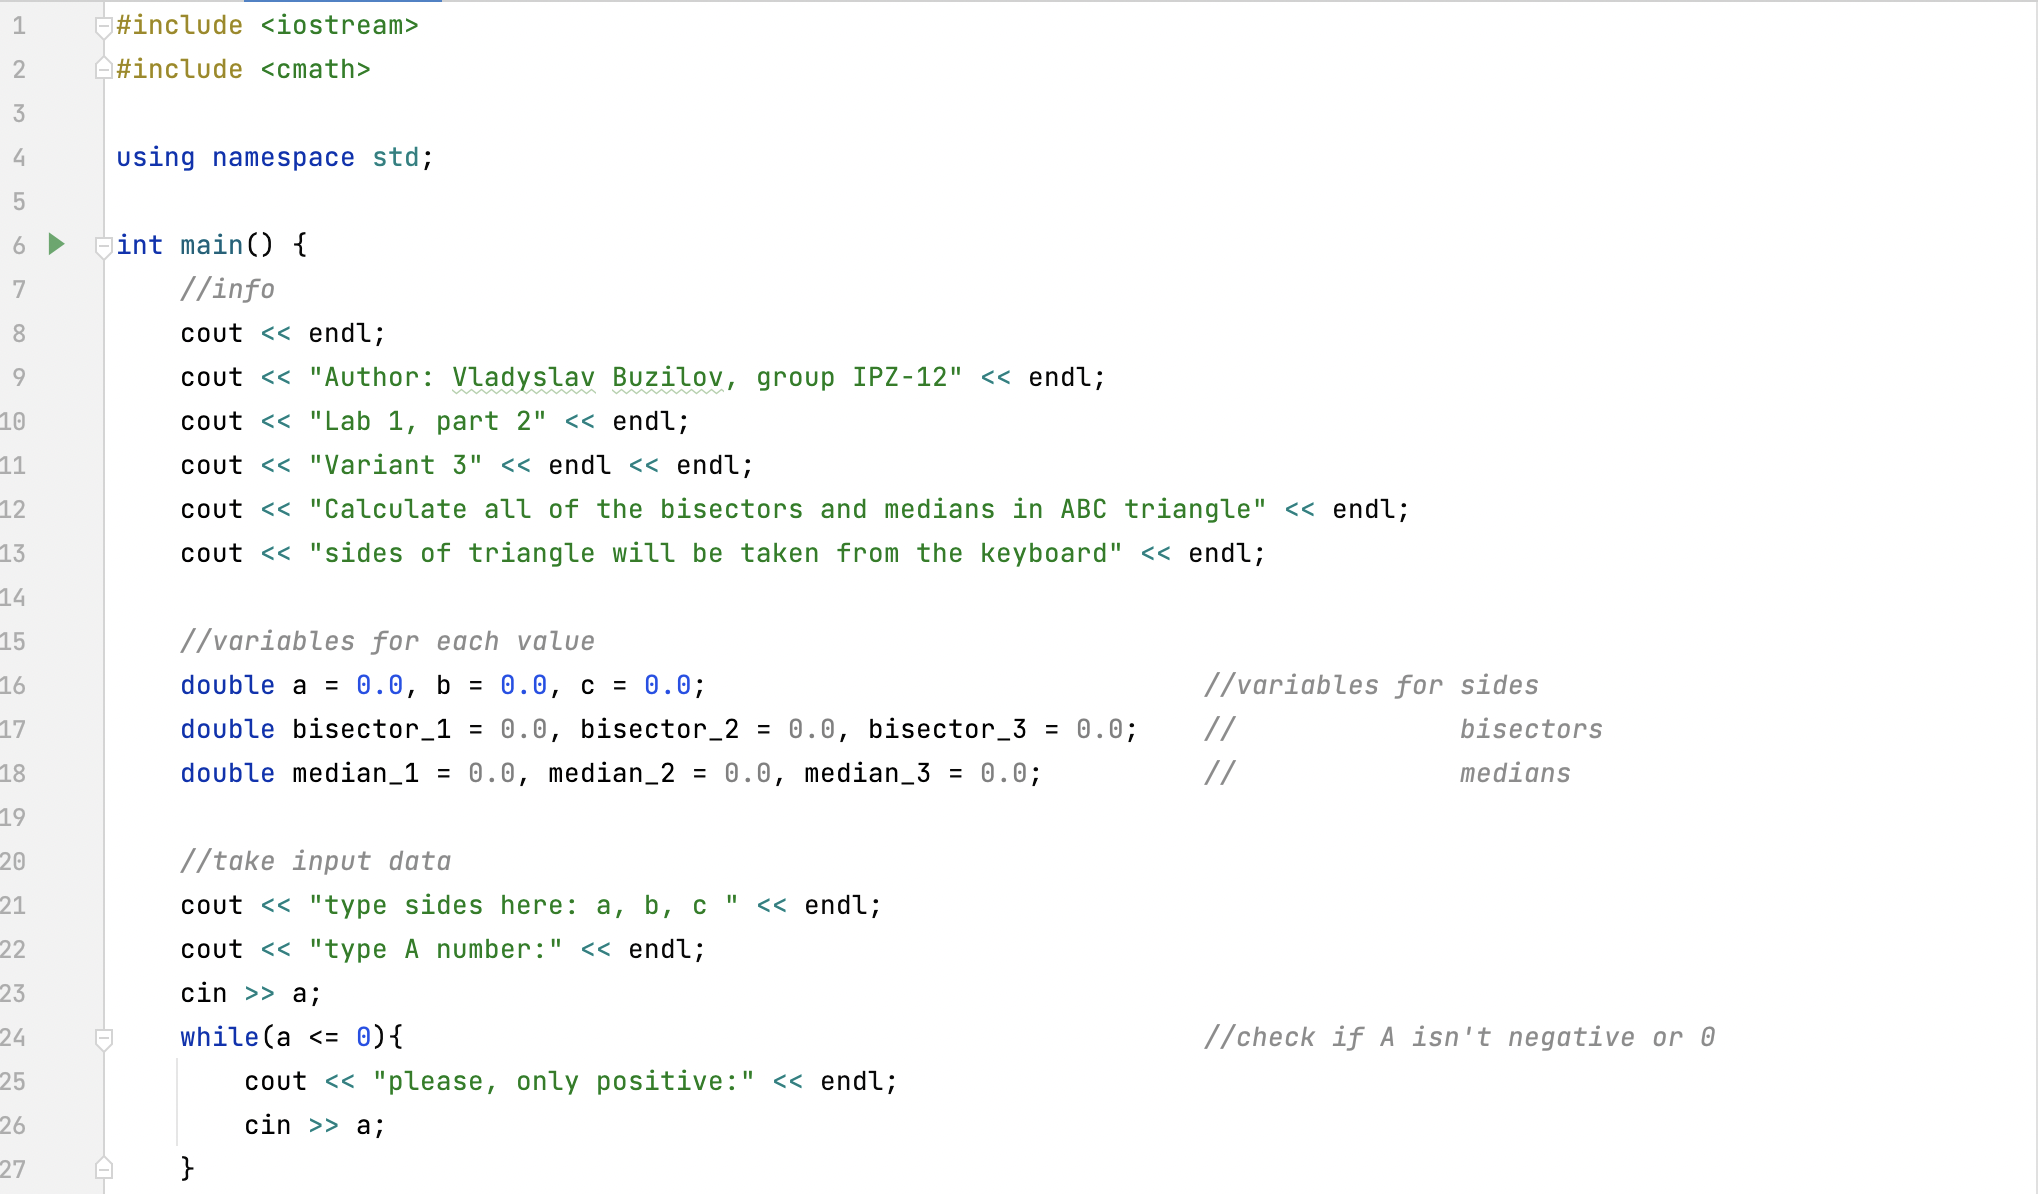 1 #include <iostream>
2 #include <cmath>
3
4 using namespace std;
5
6 int main() {
7     //info
8     cout << endl;
9     cout << "Author: Vladyslav Buzilov, group IPZ-12" << endl;
10     cout << "Lab 1, part 2" << endl;
11     cout << "Variant 3" << endl << endl;
12     cout << "Calculate all of the bisectors and medians in ABC triangle" << endl;
13     cout << "sides of triangle will be taken from the keyboard" << endl;
14
15     //variables for each value
16     double a = 0.0, b = 0.0, c = 0.0;                               //variables for sides
17     double bisector_1 = 0.0, bisector_2 = 0.0, bisector_3 = 0.0;    //              bisectors
18     double median_1 = 0.0, median_2 = 0.0, median_3 = 0.0;          //              medians
19
20     //take input data
21     cout << "type sides here: a, b, c " << endl;
22     cout << "type A number:" << endl;
23     cin >> a;
24     while(a <= 0){                                                  //check if A isn't negative or 0
25         cout << "please, only positive:" << endl;
26         cin >> a;
27     }